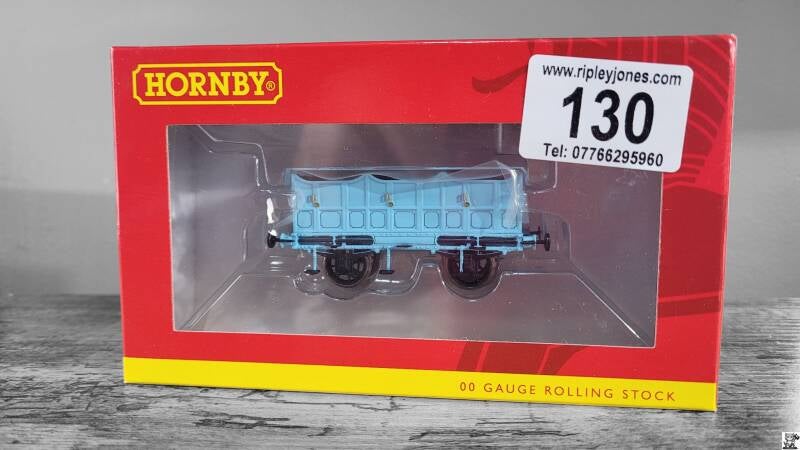 HORNBY®
www.ripleyjones.com
130
Tel: 07766295960
00 GAUGE ROLLING STOCK